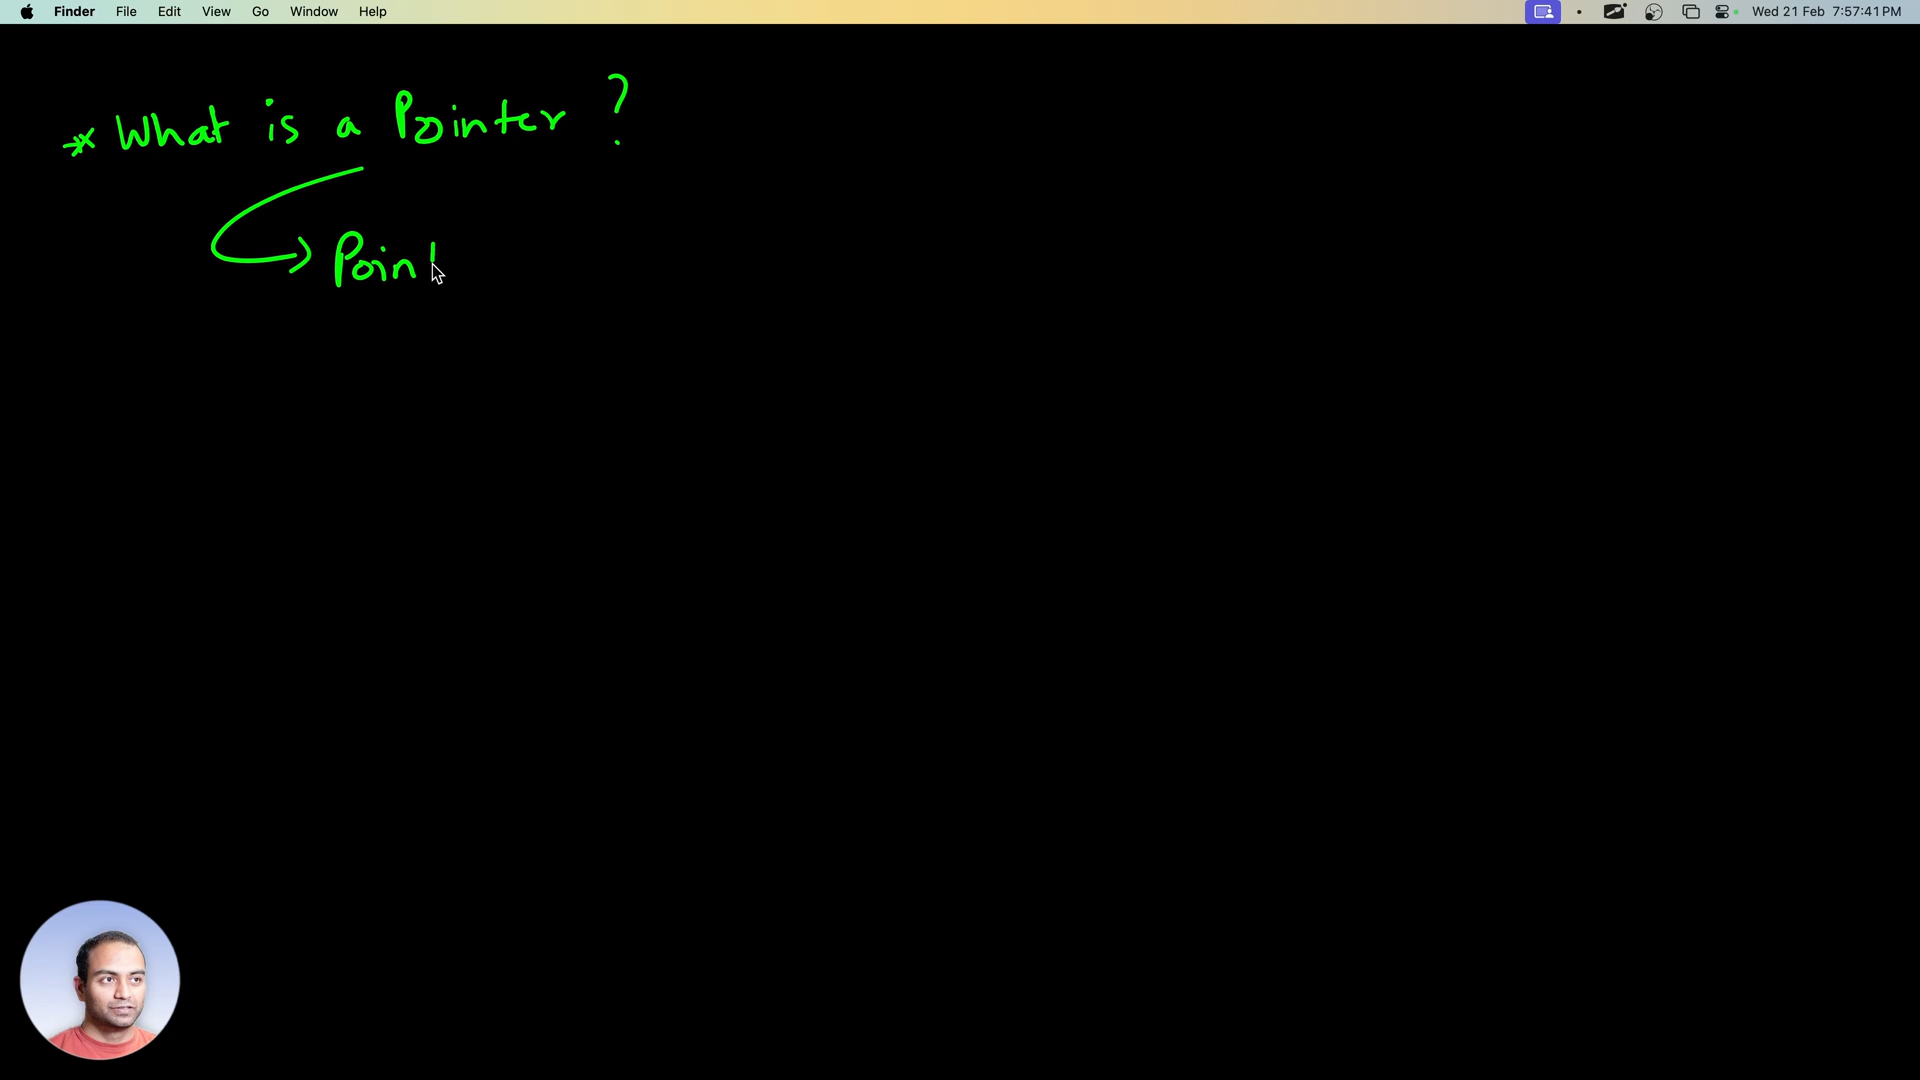 Finder File Edit View Go Window Help Wed 21 Feb 7:57:41 PM
* What is a Pointer ?
Poin